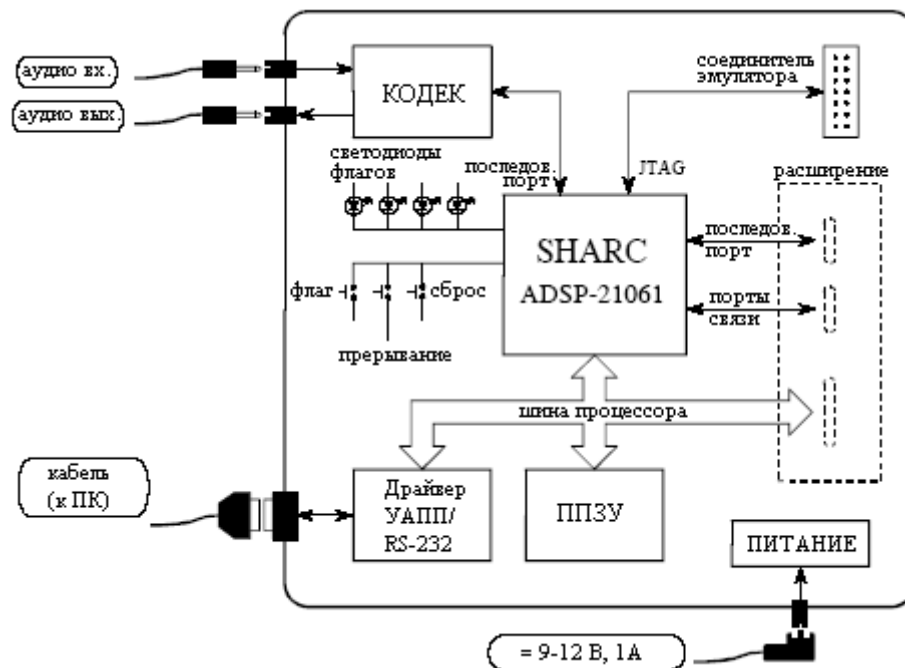 аудио вх.
аудио вых.
КОДЕК
соединитель
эмулятора
светодиоды
флагов
последов.
порт
JTAG
расширение
SHARC
ADSP-21061
последов.
порт
порты
связи
флаг
сброс
прерывание
шина процессора
кабель
(к ПК)
Драйвер
УАПП/
RS-232
ППЗУ
ПИТАНИЕ
= 9-12 В, 1А